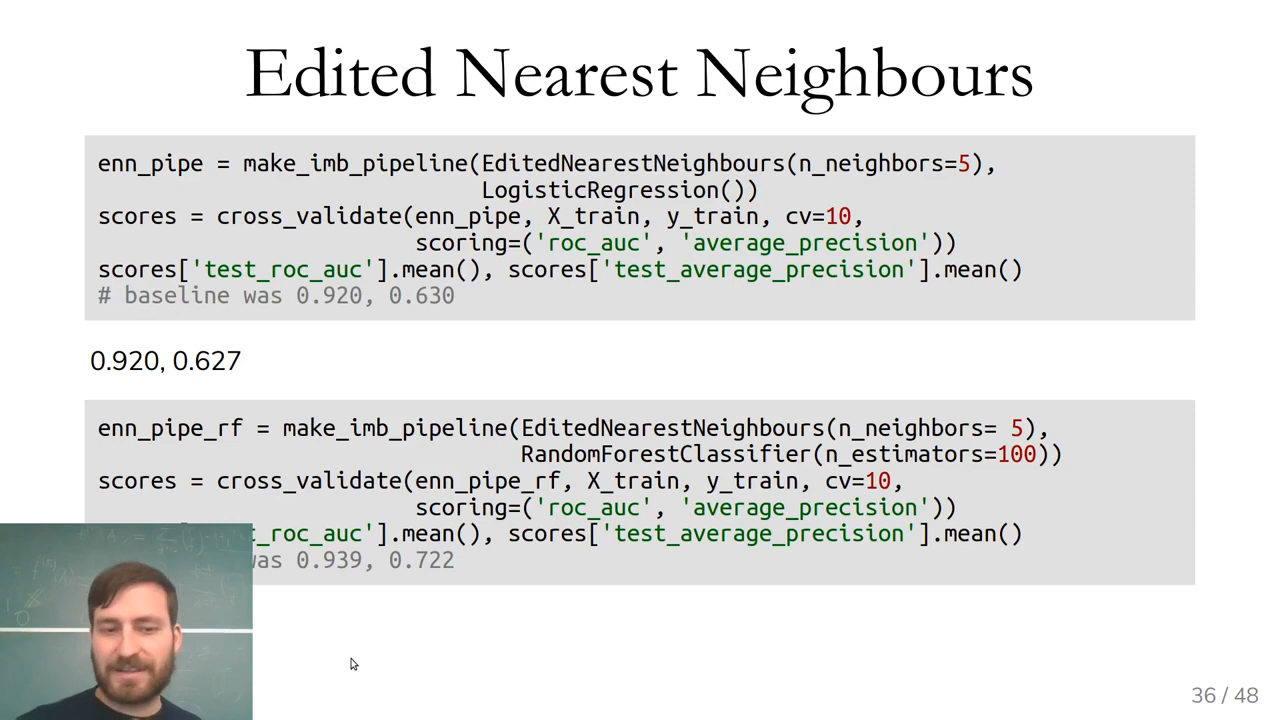 Edited Nearest Neighbours
enn_pipe = make_imb_pipeline(EditedNearestNeighbours(n_neighbors=5),
LogisticRegression())
scores = cross_validate(enn_pipe, X_train, y_train, cv=10,
scoring=('roc_auc', 'average_precision'))
scores['test_roc_auc'].mean(), scores['test_average_precision'].mean()
# baseline was 0.920, 0.630
0.920, 0.627
enn_pipe_rf = make_imb_pipeline(EditedNearestNeighbours(n_neighbors= 5),
RandomForestClassifier(n_estimators=100))
scores = cross_validate(enn_pipe_rf, X_train, y_train, cv=10,
scoring=('roc_auc', 'average_precision'))
t_roc_auc'].mean(), scores['test_average_precision'].mean()
was 0.939, 0.722
36 / 48